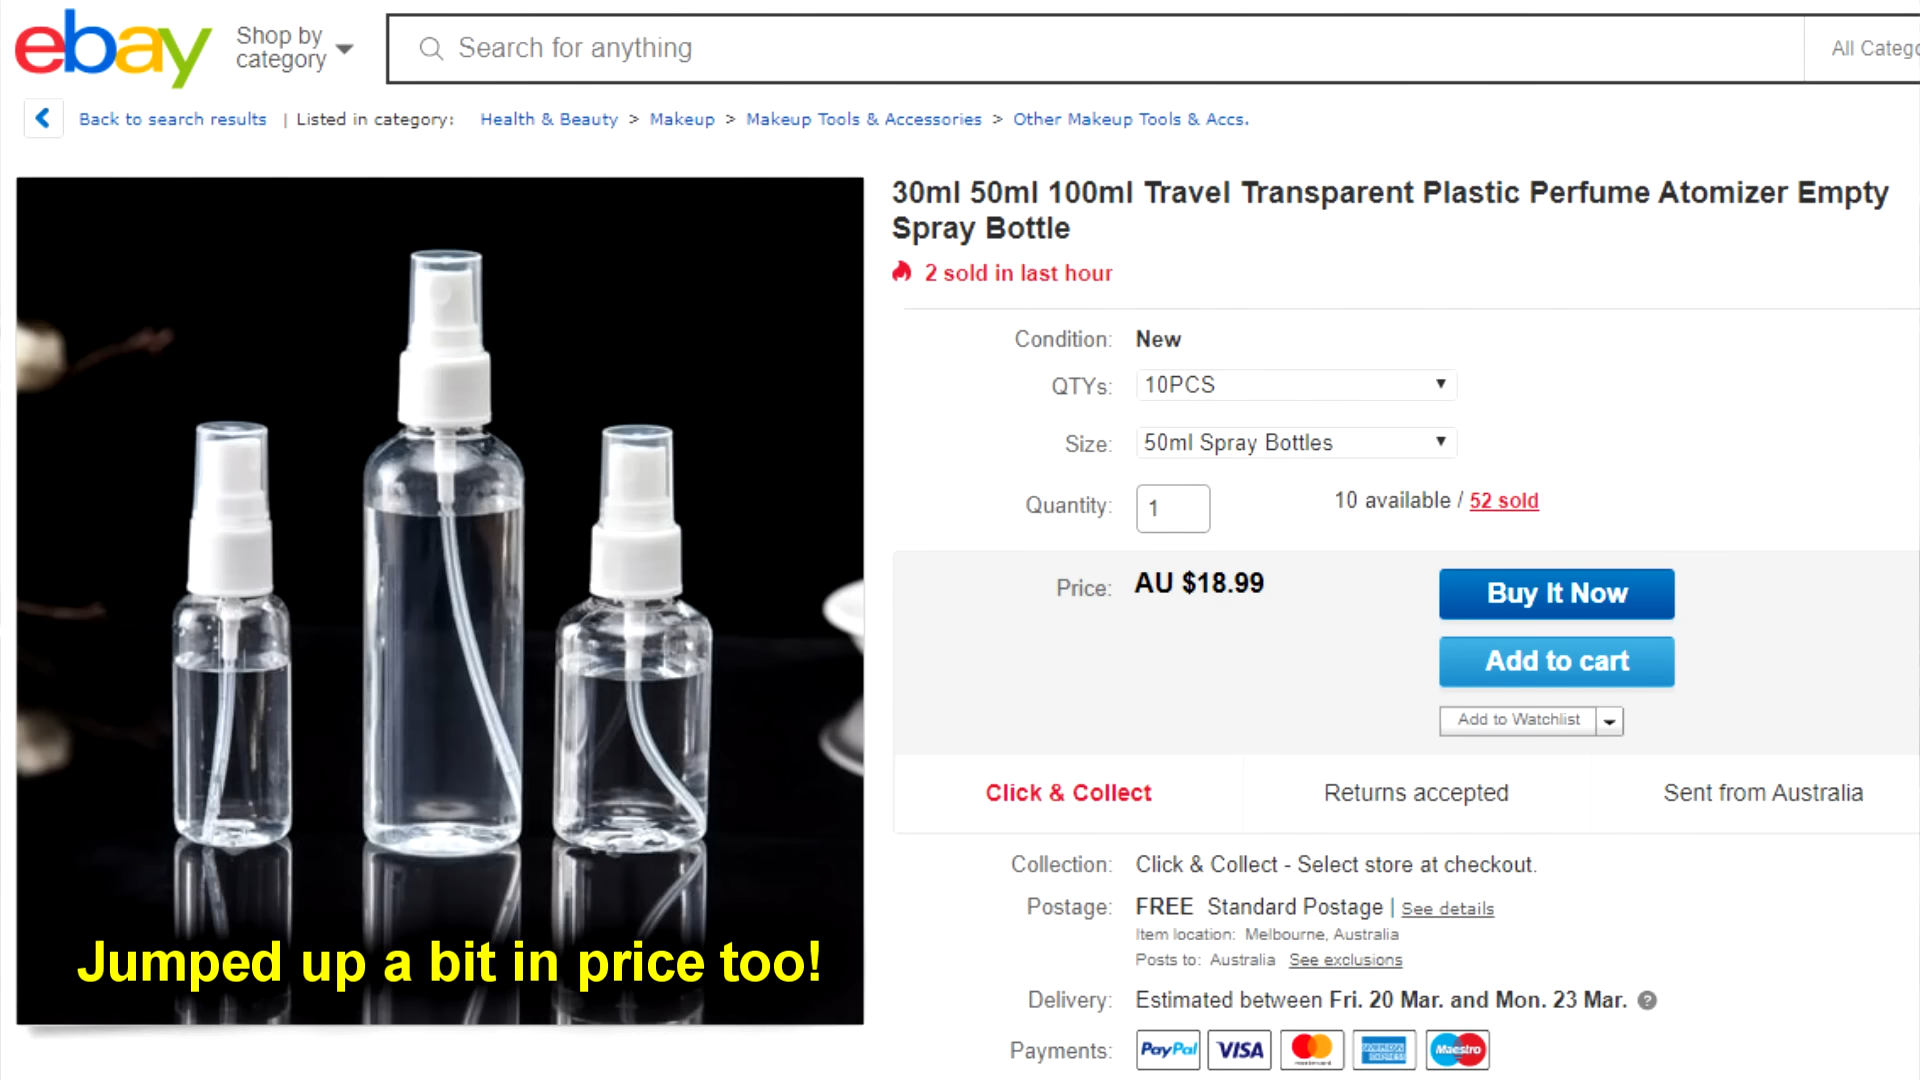 ebay
Shop by
category
Search for anything
All Catego
Back to search results | Listed in category: Health & Beauty > Makeup > Makeup Tools & Accessories > Other Makeup Tools & Accs.
30ml 50ml 100ml Travel Transparent Plastic Perfume Atomizer Empty
Spray Bottle
2 sold in last hour
Condition: New
QTYs: 10PCS
Size: 50ml Spray Bottles
Quantity: 1 10 available / 52 sold
Price: AU $18.99
Buy It Now
Add to cart
Add to Watchlist
Click & Collect Returns accepted Sent from Australia
Collection: Click & Collect - Select store at checkout.
Postage: FREE Standard Postage | See details
Item location: Melbourne, Australia
Posts to: Australia See exclusions
Delivery: Estimated between Fri. 20 Mar. and Mon. 23 Mar. ?
Payments: PayPal VISA mastercard AMERICAN EXPRESS Maestro
Jumped up a bit in price too!